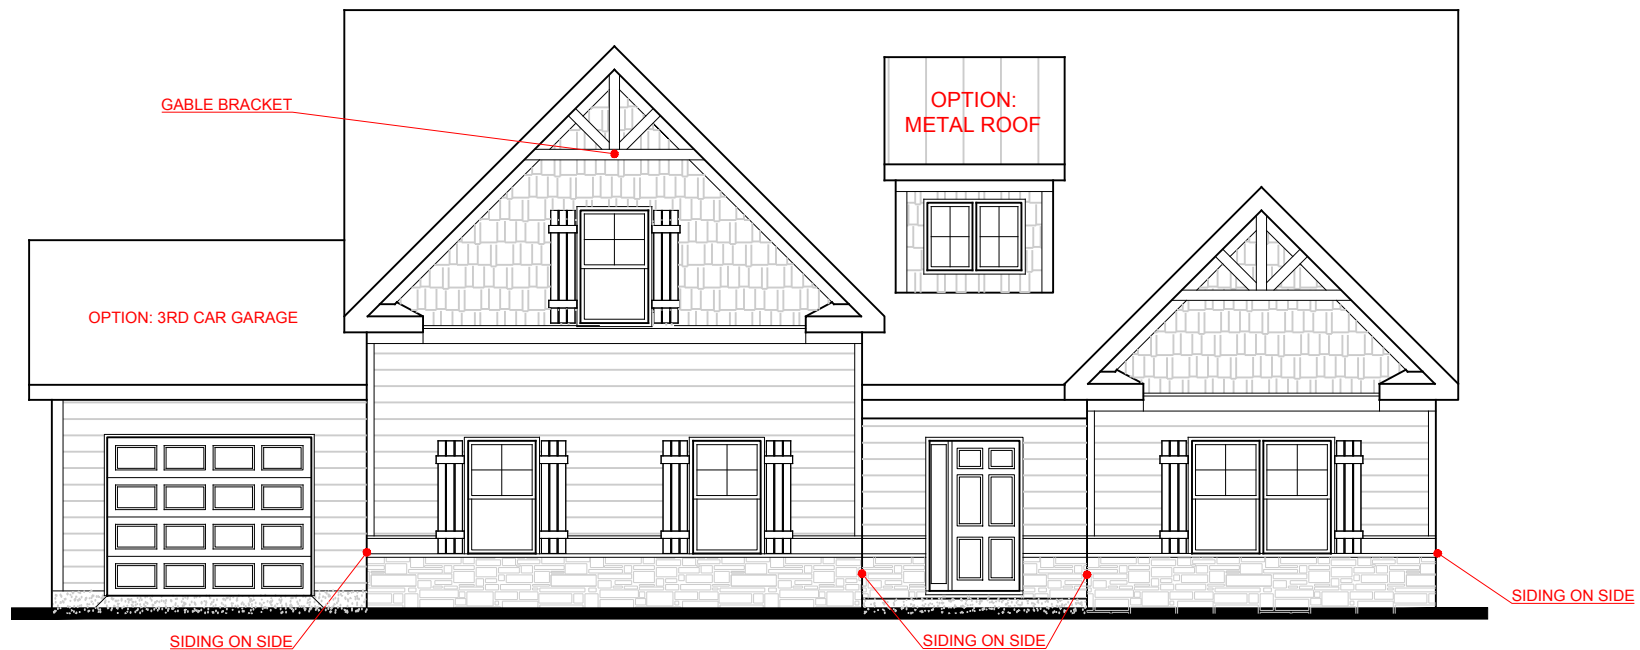 GABLE BRACKET
OPTION:
METAL ROOF
OPTION: 3RD CAR GARAGE
SIDING ON SIDE
SIDING ON SIDE
SIDING ON SIDE